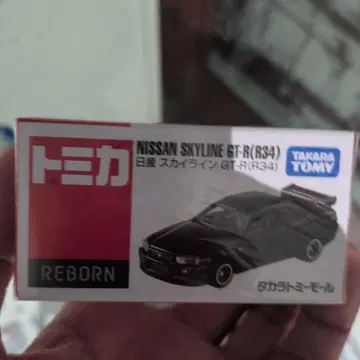 トミカ
NISSAN SKYLINE GT-R(R34)
日産 スカイライン GT-R(R34)
TAKARA
TOMY
REBORN
タカラトミーモール